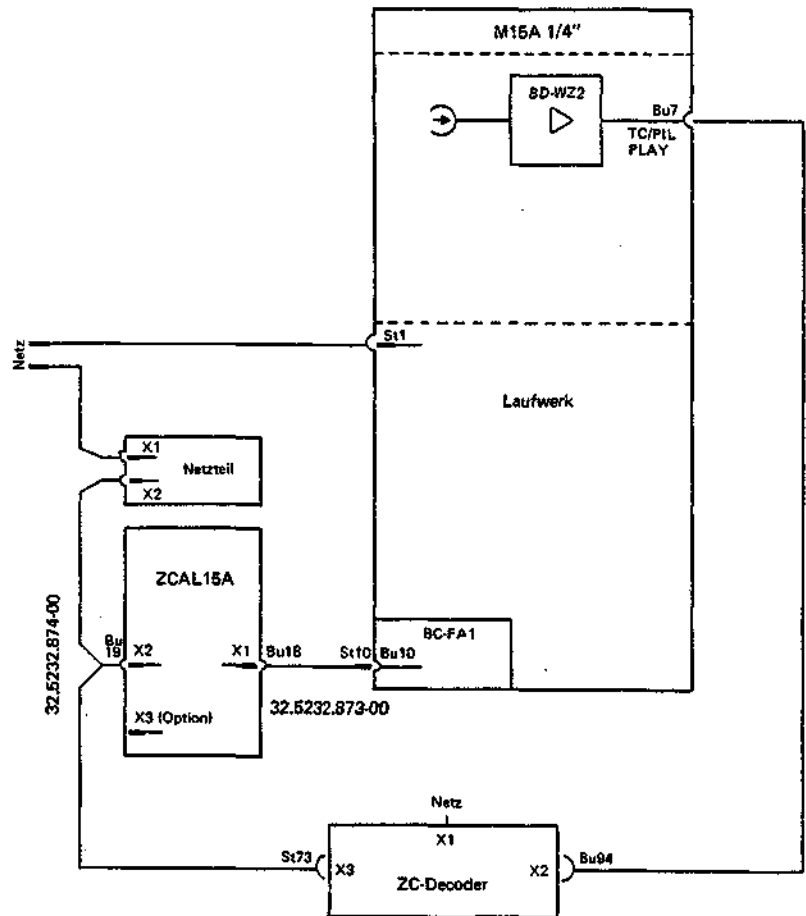 M15A 1/4"
BD-WZ2
Bu7
TC/PIL
PLAY
St1
Netz
Laufwerk
X1
Netzteil
X2
ZCAL15A
32.5232.874-00
Bu
19
X2
X1
Bu18
St10
Bu10
BC-FA1
X3 (Option)
32.5232.873-00
Netz
X1
St73
X3
X2
Bu94
ZC-Decoder